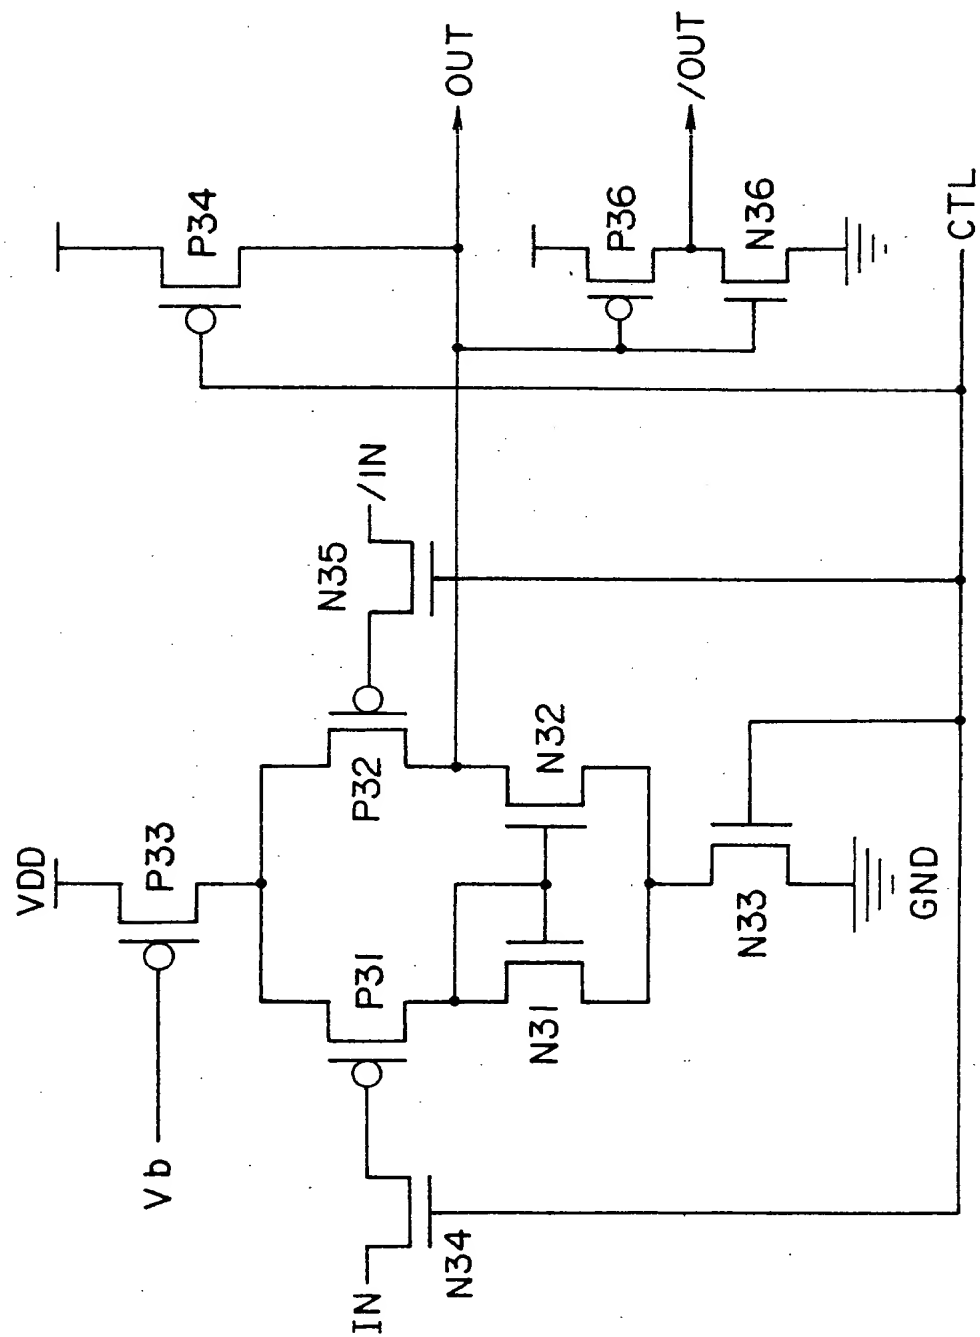 VDD
Vb
P33
P34
IN
N34
P31
P32
N35
/IN
OUT
N31
N32
P36
/OUT
N36
N33
GND
CTL